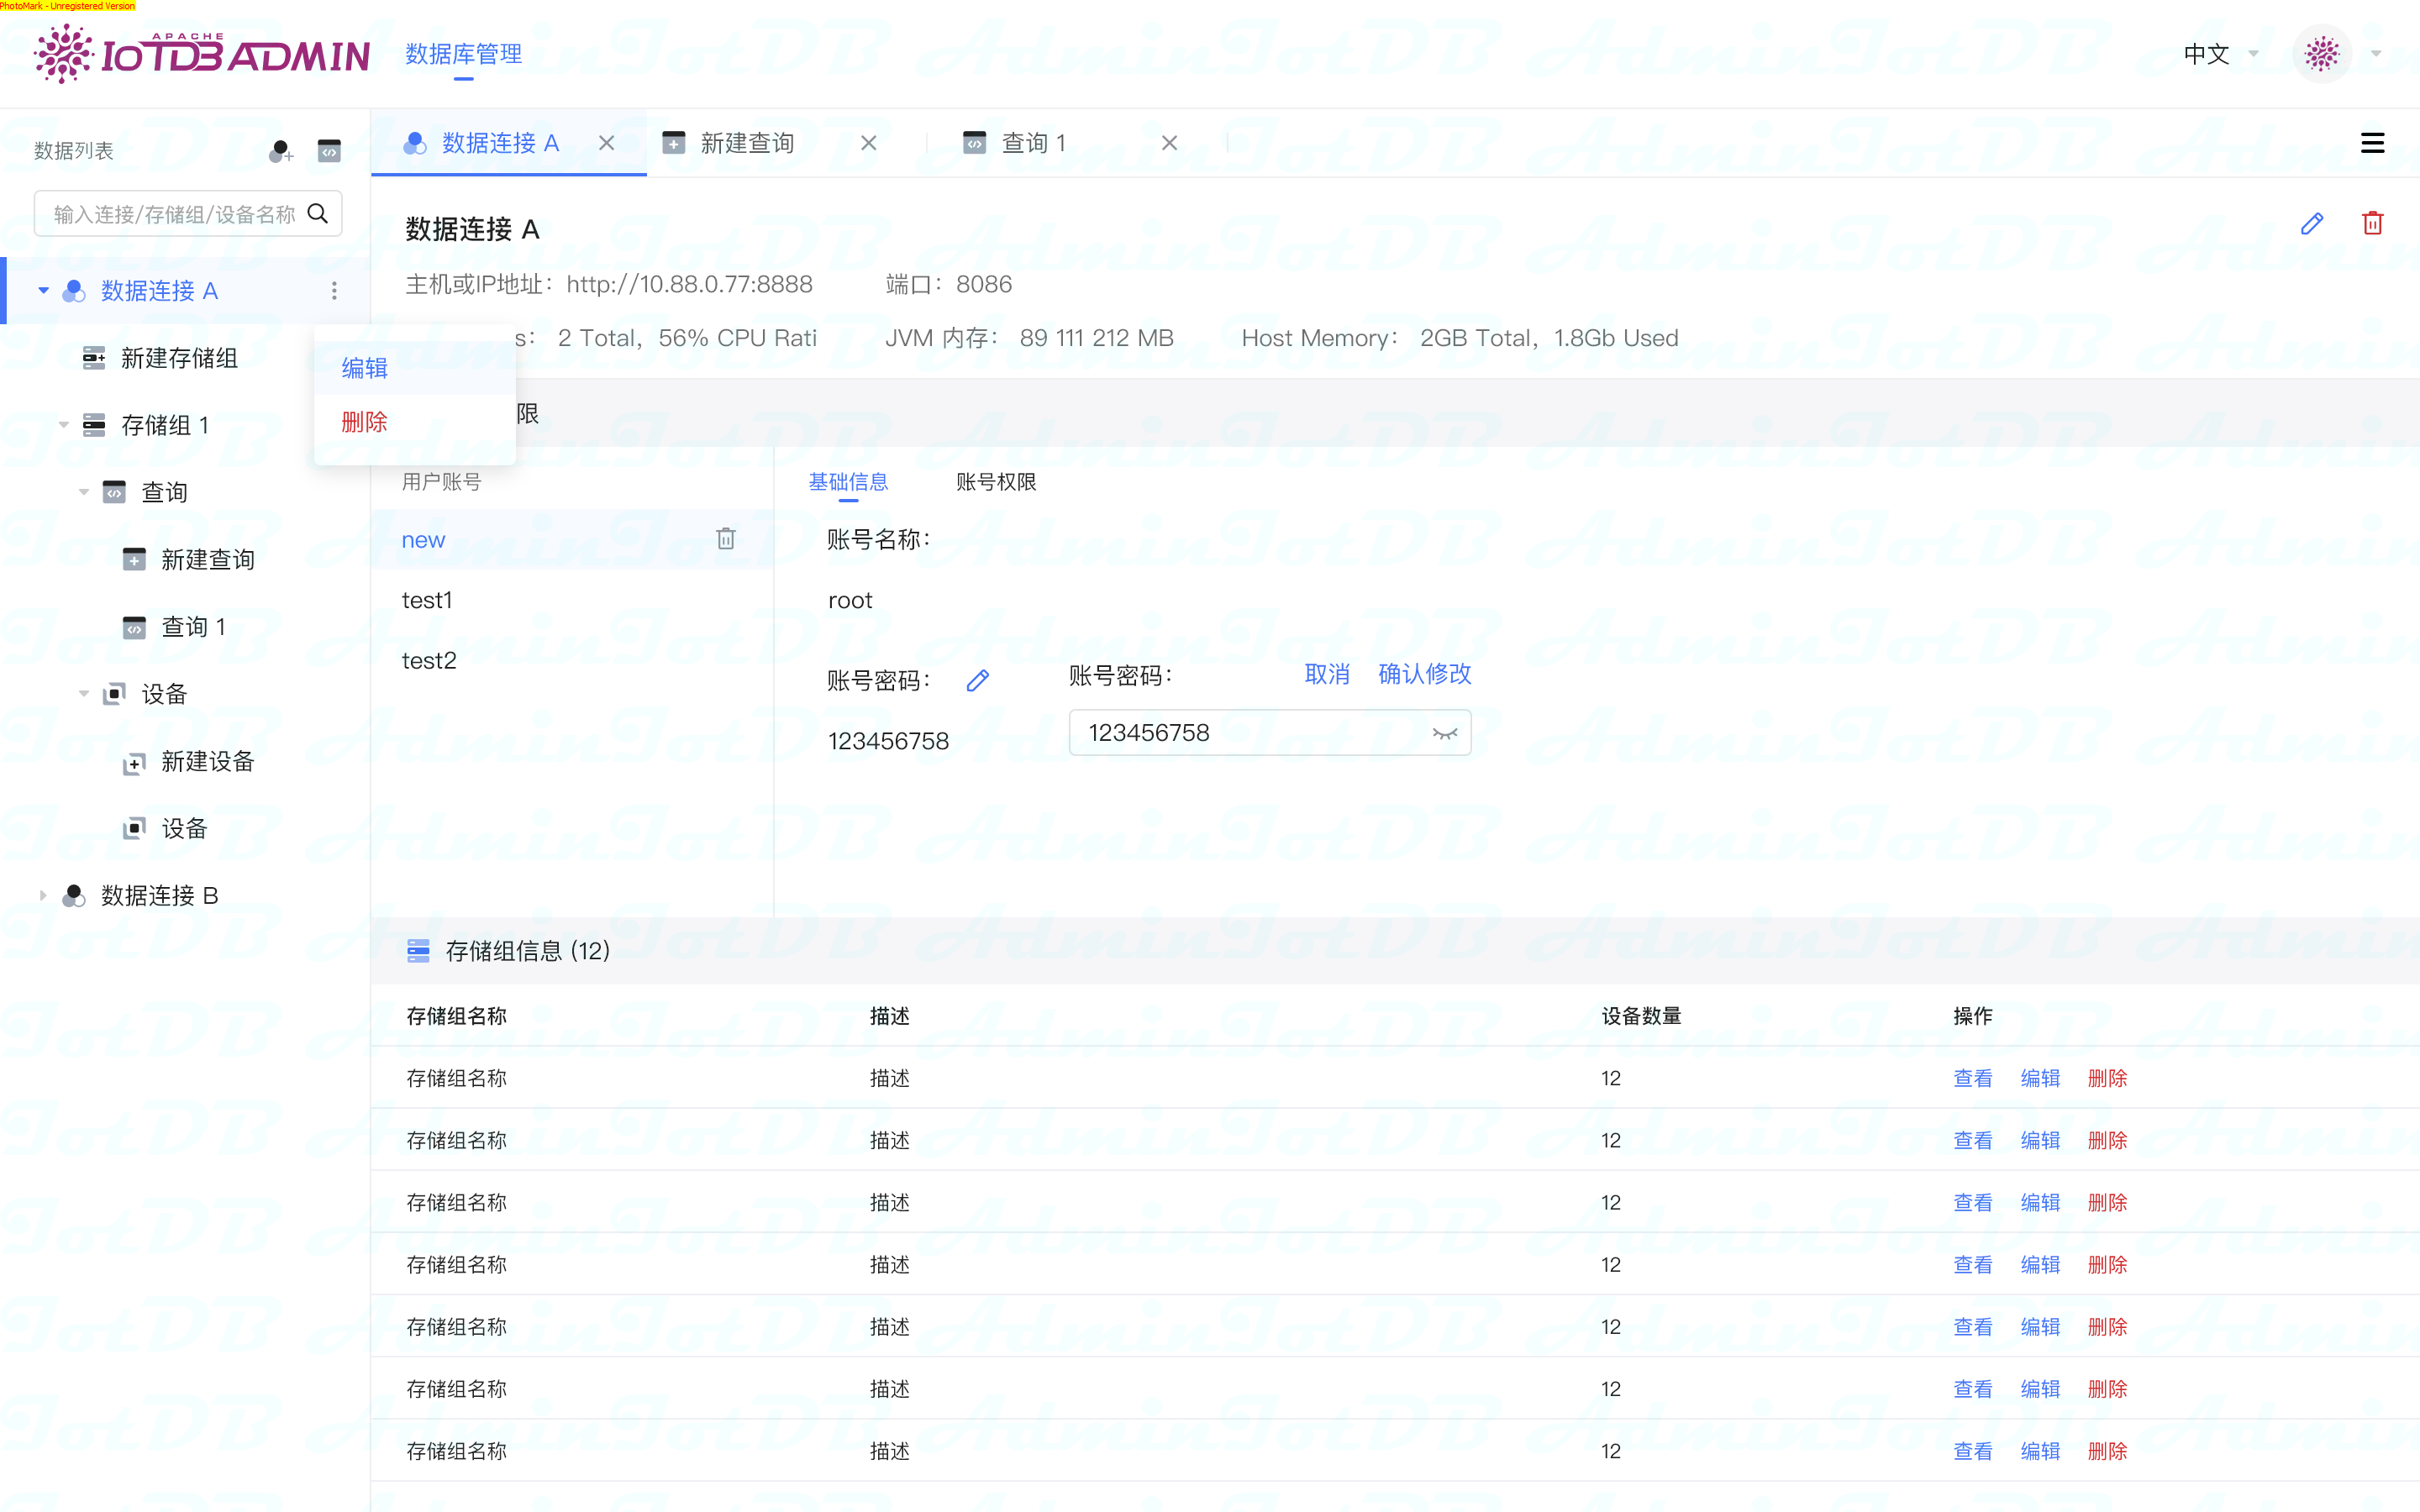 PhotoMark - Unregistered Version
APACHE
IoTDB ADMIN
数据库管理
中文
数据列表
输入连接/存储组/设备名称
数据连接 A
新建存储组
存储组 1
查询
新建查询
查询 1
设备
新建设备
设备
数据连接 B
编辑
删除
数据连接 A
新建查询
查询 1
数据连接 A
主机或IP地址：http://10.88.0.77:8888 端口：8086
s： 2 Total，56% CPU Rati JVM 内存： 89 111 212 MB Host Memory： 2GB Total，1.8Gb Used
限
用户账号
new
test1
test2
基础信息 账号权限
账号名称：
root
账号密码：
123456758
账号密码： 取消 确认修改
123456758
存储组信息 (12)
存储组名称 描述 设备数量 操作
存储组名称 描述 12 查看 编辑 删除
存储组名称 描述 12 查看 编辑 删除
存储组名称 描述 12 查看 编辑 删除
存储组名称 描述 12 查看 编辑 删除
存储组名称 描述 12 查看 编辑 删除
存储组名称 描述 12 查看 编辑 删除
存储组名称 描述 12 查看 编辑 删除
AdminIotDB